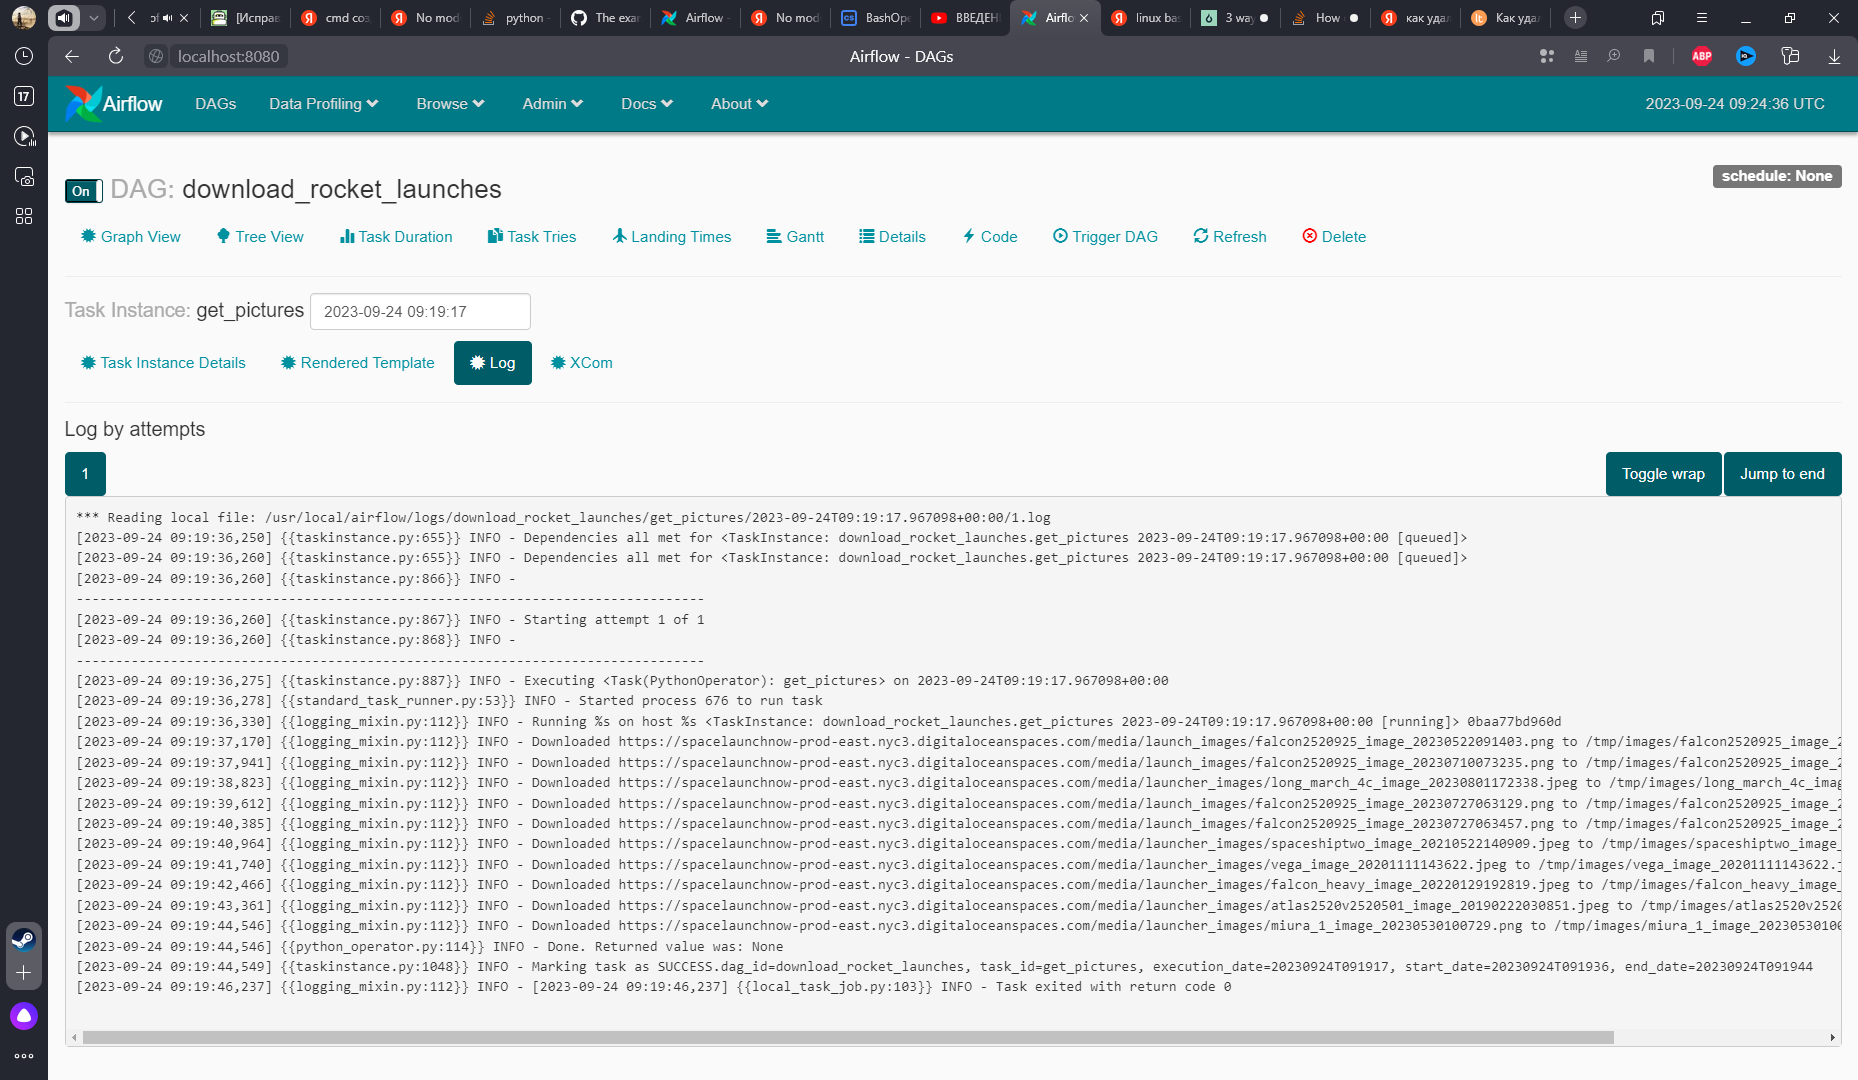 of
[Исправ
cmd соз
No mod
python -
The exar
Airflow -
No mod
BashOpe
ВВЕДЕН
Airflo
linux bas
3 way
How
как удал
Как удал
localhost:8080
Airflow - DAGs
ABP
17
Airflow
DAGs
Data Profiling
Browse
Admin
Docs
About
2023-09-24 09:24:36 UTC
On
DAG: download_rocket_launches
schedule: None
Graph View
Tree View
Task Duration
Task Tries
Landing Times
Gantt
Details
Code
Trigger DAG
Refresh
Delete
Task Instance: get_pictures
2023-09-24 09:19:17
Task Instance Details
Rendered Template
Log
XCom
Log by attempts
1
Toggle wrap
Jump to end
*** Reading local file: /usr/local/airflow/logs/download_rocket_launches/get_pictures/2023-09-24T09:19:17.967098+00:00/1.log
[2023-09-24 09:19:36,250] {{taskinstance.py:655}} INFO - Dependencies all met for <TaskInstance: download_rocket_launches.get_pictures 2023-09-24T09:19:17.967098+00:00 [queued]>
[2023-09-24 09:19:36,260] {{taskinstance.py:655}} INFO - Dependencies all met for <TaskInstance: download_rocket_launches.get_pictures 2023-09-24T09:19:17.967098+00:00 [queued]>
[2023-09-24 09:19:36,260] {{taskinstance.py:866}} INFO -
--------------------------------------------------------------------------------
[2023-09-24 09:19:36,260] {{taskinstance.py:867}} INFO - Starting attempt 1 of 1
[2023-09-24 09:19:36,260] {{taskinstance.py:868}} INFO -
--------------------------------------------------------------------------------
[2023-09-24 09:19:36,275] {{taskinstance.py:887}} INFO - Executing <Task(PythonOperator): get_pictures> on 2023-09-24T09:19:17.967098+00:00
[2023-09-24 09:19:36,278] {{standard_task_runner.py:53}} INFO - Started process 676 to run task
[2023-09-24 09:19:36,330] {{logging_mixin.py:112}} INFO - Running %s on host %s <TaskInstance: download_rocket_launches.get_pictures 2023-09-24T09:19:17.967098+00:00 [running]> 0baa77bd960d
[2023-09-24 09:19:37,170] {{logging_mixin.py:112}} INFO - Downloaded https://spacelaunchnow-prod-east.nyc3.digitaloceanspaces.com/media/launch_images/falcon2520925_image_20230522091403.png to /tmp/images/falcon2520925_image_2
[2023-09-24 09:19:37,941] {{logging_mixin.py:112}} INFO - Downloaded https://spacelaunchnow-prod-east.nyc3.digitaloceanspaces.com/media/launch_images/falcon2520925_image_20230710073235.png to /tmp/images/falcon2520925_image_2
[2023-09-24 09:19:38,823] {{logging_mixin.py:112}} INFO - Downloaded https://spacelaunchnow-prod-east.nyc3.digitaloceanspaces.com/media/launcher_images/long_march_4c_image_20230801172338.jpeg to /tmp/images/long_march_4c_imag
[2023-09-24 09:19:39,612] {{logging_mixin.py:112}} INFO - Downloaded https://spacelaunchnow-prod-east.nyc3.digitaloceanspaces.com/media/launch_images/falcon2520925_image_20230727063129.png to /tmp/images/falcon2520925_image_2
[2023-09-24 09:19:40,385] {{logging_mixin.py:112}} INFO - Downloaded https://spacelaunchnow-prod-east.nyc3.digitaloceanspaces.com/media/launch_images/falcon2520925_image_20230727063457.png to /tmp/images/falcon2520925_image_2
[2023-09-24 09:19:40,964] {{logging_mixin.py:112}} INFO - Downloaded https://spacelaunchnow-prod-east.nyc3.digitaloceanspaces.com/media/launcher_images/spaceshiptwo_image_20210522140909.jpeg to /tmp/images/spaceshiptwo_image_
[2023-09-24 09:19:41,740] {{logging_mixin.py:112}} INFO - Downloaded https://spacelaunchnow-prod-east.nyc3.digitaloceanspaces.com/media/launcher_images/vega_image_20201111143622.jpeg to /tmp/images/vega_image_20201111143622.j
[2023-09-24 09:19:42,466] {{logging_mixin.py:112}} INFO - Downloaded https://spacelaunchnow-prod-east.nyc3.digitaloceanspaces.com/media/launcher_images/falcon_heavy_image_20220129192819.jpeg to /tmp/images/falcon_heavy_image_
[2023-09-24 09:19:43,361] {{logging_mixin.py:112}} INFO - Downloaded https://spacelaunchnow-prod-east.nyc3.digitaloceanspaces.com/media/launcher_images/atlas2520v2520501_image_20190222030851.jpeg to /tmp/images/atlas2520v2520
[2023-09-24 09:19:44,546] {{logging_mixin.py:112}} INFO - Downloaded https://spacelaunchnow-prod-east.nyc3.digitaloceanspaces.com/media/launcher_images/miura_1_image_20230530100729.png to /tmp/images/miura_1_image_20230530100
[2023-09-24 09:19:44,546] {{python_operator.py:114}} INFO - Done. Returned value was: None
[2023-09-24 09:19:44,549] {{taskinstance.py:1048}} INFO - Marking task as SUCCESS.dag_id=download_rocket_launches, task_id=get_pictures, execution_date=20230924T091917, start_date=20230924T091936, end_date=20230924T091944
[2023-09-24 09:19:46,237] {{logging_mixin.py:112}} INFO - [2023-09-24 09:19:46,237] {{local_task_job.py:103}} INFO - Task exited with return code 0